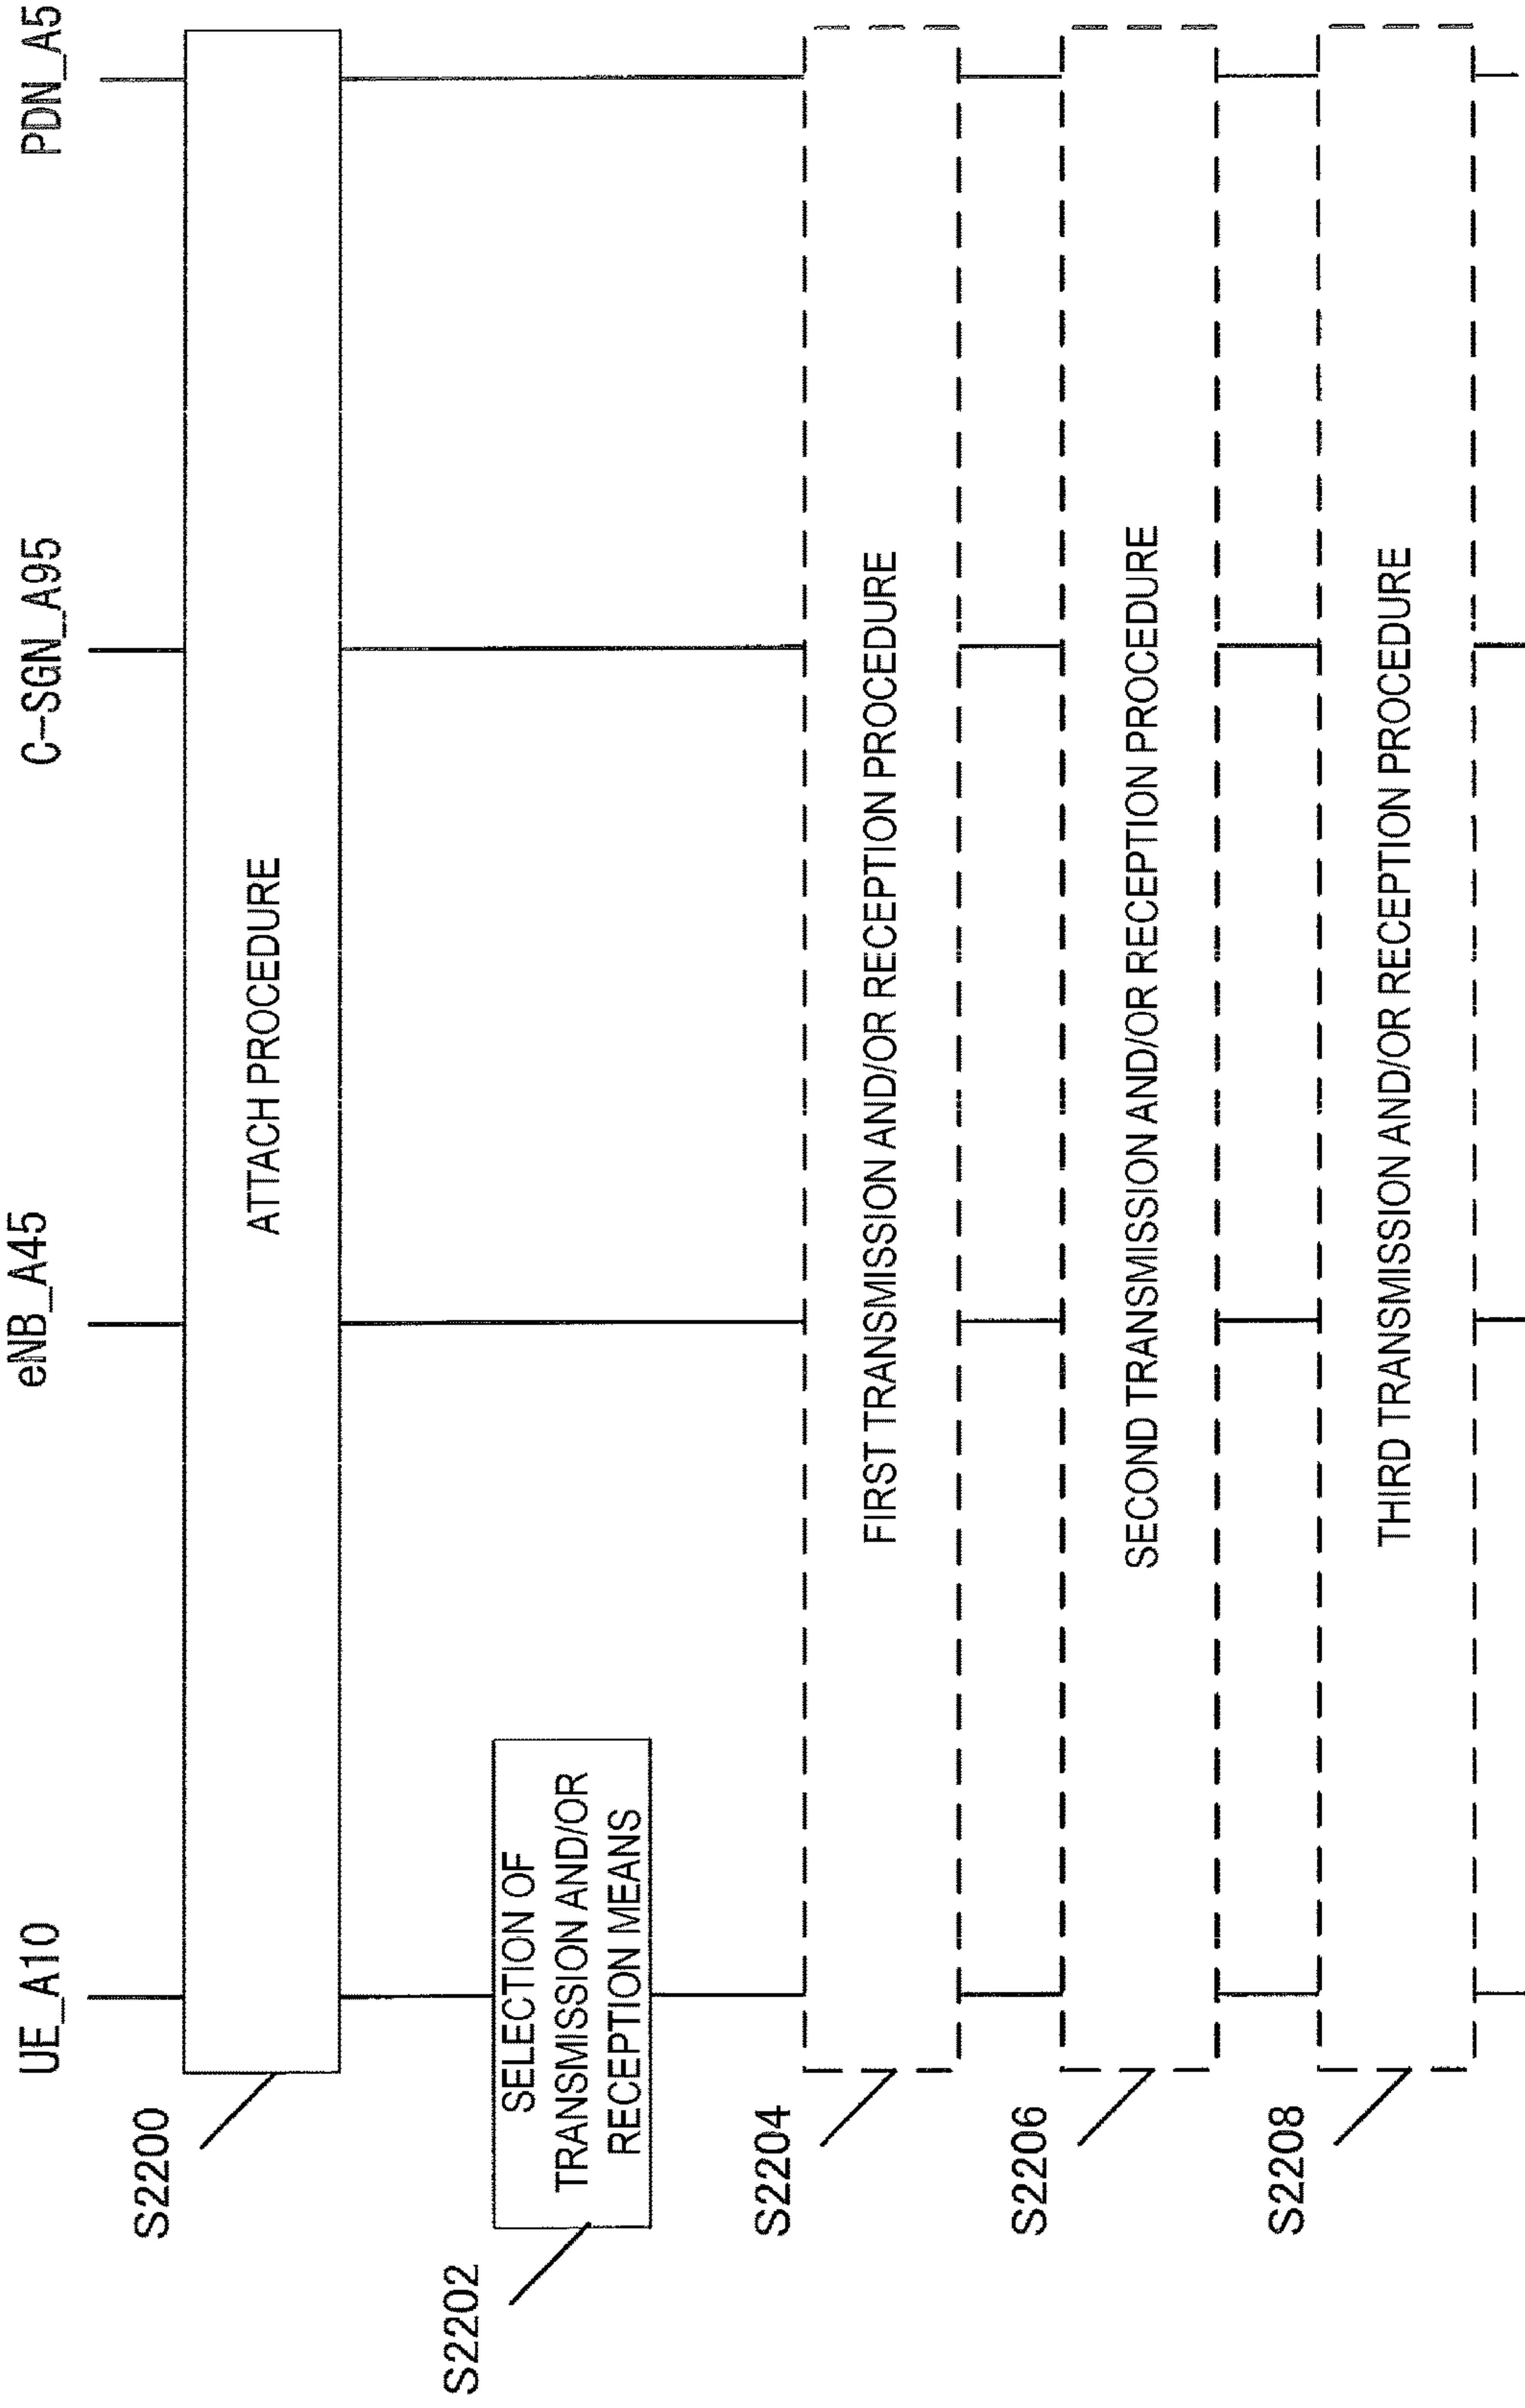 UE_A10
eNB_A45
C-SGN_A95
PDN_A5
S2200
ATTACH PROCEDURE
S2202
SELECTION OF
TRANSMISSION AND/OR
RECEPTION MEANS
S2204
FIRST TRANSMISSION AND/OR RECEPTION PROCEDURE
S2206
SECOND TRANSMISSION AND/OR RECEPTION PROCEDURE
S2208
THIRD TRANSMISSION AND/OR RECEPTION PROCEDURE